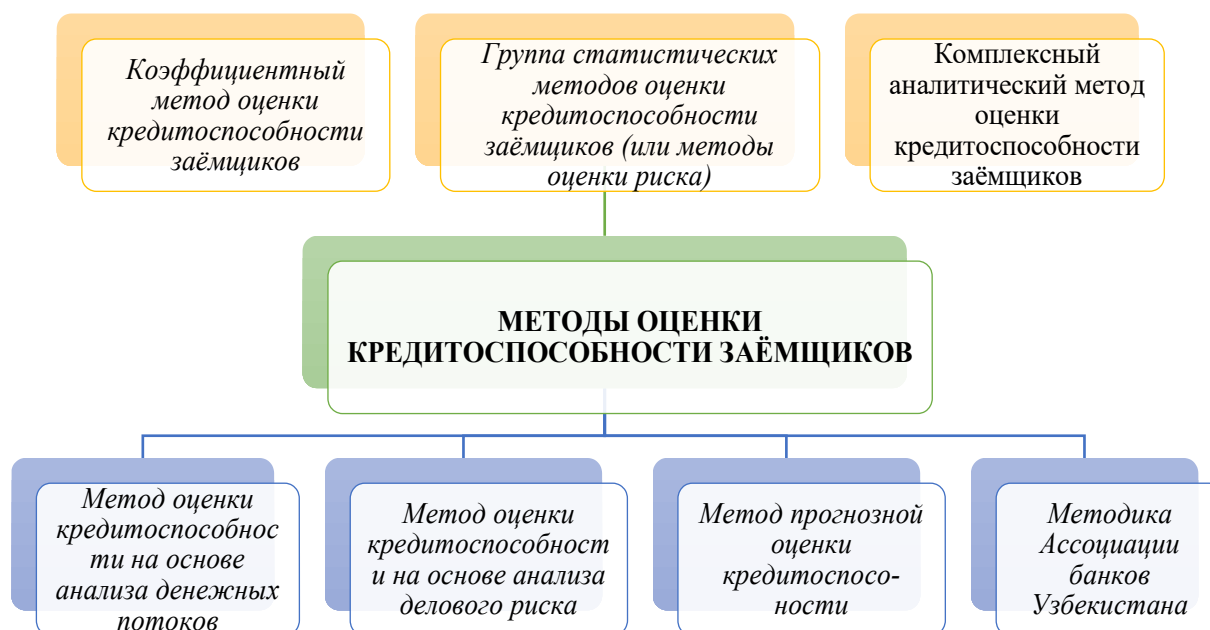 Коэффициентный
метод оценки
кредитоспособности
заёмщиков
Группа статистических
методов оценки
кредитоспособности
заёмщиков (или методы
оценки риска)
Комплексный
аналитический метод
оценки
кредитоспособности
заёмщиков
МЕТОДЫ ОЦЕНКИ
КРЕДИТОСПОСОБНОСТИ ЗАЁМЩИКОВ
Метод оценки
кредитоспособнос
ти на основе
анализа денежных
потоков
Метод оценки
кредитоспособност
и на основе анализа
делового риска
Метод прогнозной
оценки
кредитоспосо-
ности
Методика
Ассоциации
банков
Узбекистана